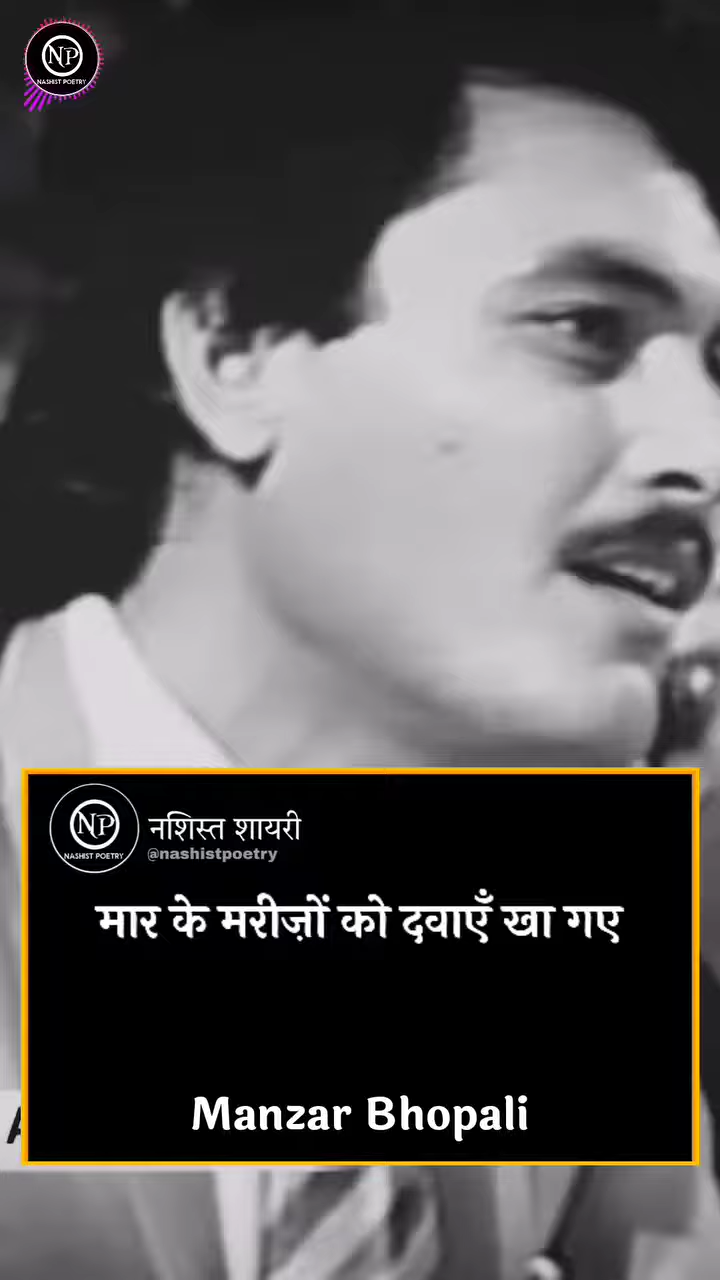 NP
NASHIST POETRY
NP
NASHIST POETRY
नशिस्त शायरी
@nashistpoetry
मार के मरीज़ों को दवाएँ खा गए
Manzar Bhopali